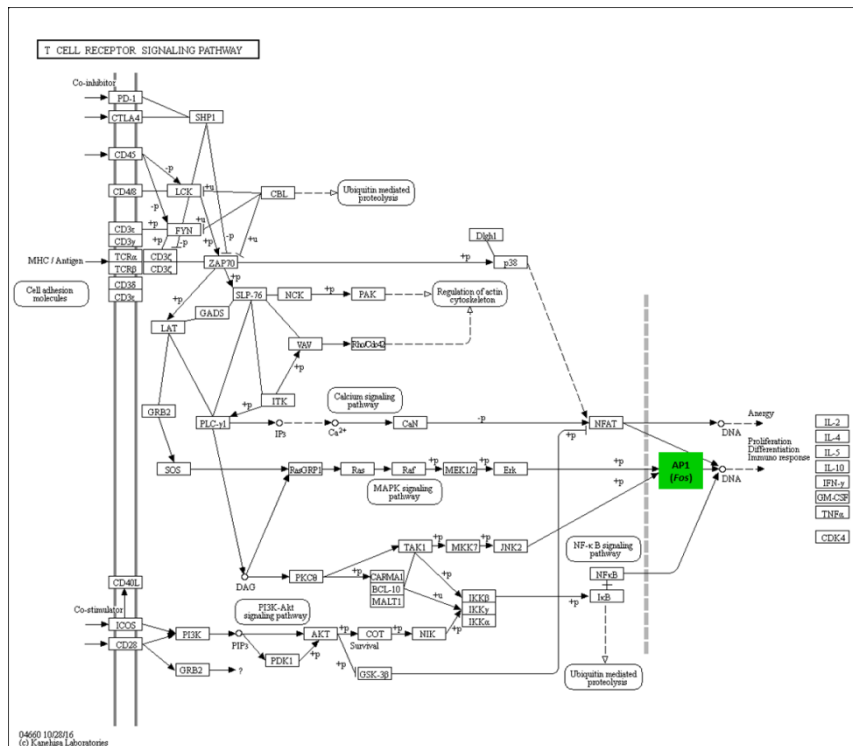 T CELL RECEPTOR SIGNALING PATHWAY
Co-inhibitor
PD-1
CTLA4
SHP1
CD45
-p
-p
CD4/8
LCK
+u
CBL
Ubiquitin mediated
proteolysis
CD3ε
+p
FYN
+u
CD3γ
+p
-p
+p
-p
+u
Dlgh1
MHC / Antigen
TCRα
CD3ζ
ZAP70
+p
p38
TCRβ
CD3ζ
Cell adhesion
molecules
CD3δ
CD3ε
+p
+p
SLP-76
NCK
+p
PAK
Regulation of actin
cytoskeleton
GADS
LAT
VAV
Rho/Cdc42
+p
ITK
Calcium signaling
pathway
GRB2
PLC-γ1
+p
IP3
Ca2+
CaN
-p
NFAT
+p
DNA
Anergy
Proliferation
Differentiation
Immuno response
SOS
RasGRP1
Ras
Raf
+p
MEK1/2
+p
Erk
+p
AP1
(Fos)
DNA
MAPK signaling
pathway
+p
IL-2
IL-4
IL-5
IL-10
IFN-γ
GM-CSF
TNFα
CDK4
TAK1
+p
MKK7
+p
JNK2
NF-κB signaling
pathway
DAG
PKCθ
+p
CARMA1
BCL-10
MALT1
+p
+u
IKKβ
IKKγ
IKKα
+p
NFκB
IκB
CD40L
Co-stimulator
PI3K-Akt
signaling pathway
ICOS
CD28
PI3K
PIP3
AKT
+p
COT
+p
NIK
+p
Survival
PDK1
+p
+p
GSK-3β
GRB2
?
Ubiquitin mediated
proteolysis
04660 10/28/16
(c) Kanehisa Laboratories